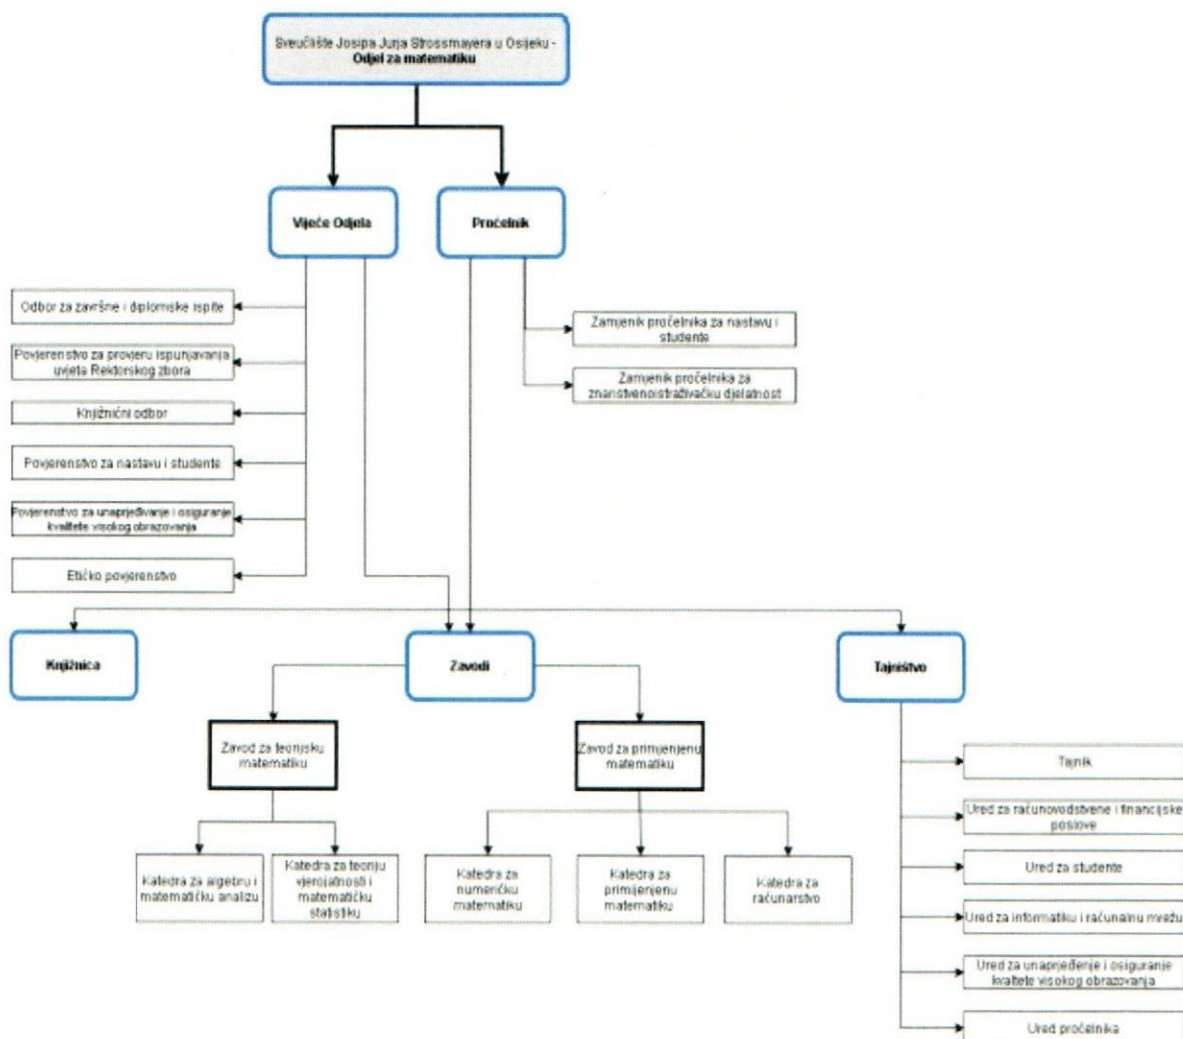 Sveučilište Josipa Jurja Strossmayera u Osijeku -
Odjel za matematiku
Vijeće Odjela
Pročelnik
Odbor za završne i diplomske ispite
Povjerenstvo za provjeru ispunjavanja
uvjeta Rektorskog zbora
Knjižnični odbor
Povjerenstvo za nastavu i studente
Povjerenstvo za unaprjeđivanje i osiguranje
kvalitete visokog obrazovanja
Etičko povjerenstvo
Zamjenik pročelnika za nastavu i
studente
Zamjenik pročelnika za
znanstvenoistraživačku djelatnost
Knjižnica
Zavodi
Tajništvo
Zavod za teorijsku
matematiku
Zavod za primijenjenu
matematiku
Katedra za algebru i
matematičku analizu
Katedra za teoriju
vjerojatnosti i
matematičku
statistiku
Katedra za
numeričku
matematiku
Katedra za
primijenjenu
matematiku
Katedra za
računarstvo
Tajnik
Ured za računovodstvene i financijske
poslove
Ured za studente
Ured za informatiku i računalnu mrežu
Ured za unaprjeđenje i osiguranje
kvaltete visokog obrazovanja
Ured pročelnika